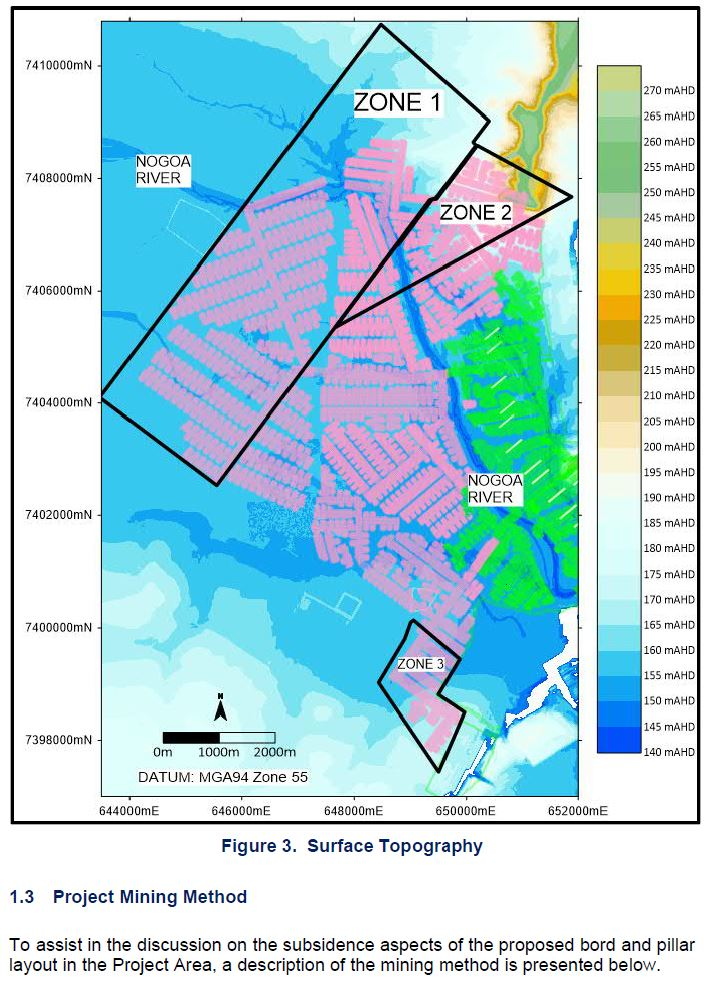 7410000mN
7408000mN
7406000mN
7404000mN
7402000mN
7400000mN
7398000mN
ZONE 1
NOGOA
RIVER
ZONE 2
NOGOA
RIVER
ZONE 3
N
0m 1000m 2000m
DATUM: MGA94 Zone 55
644000mE 646000mE 648000mE 650000mE 652000mE
270 mAHD
265 mAHD
260 mAHD
255 mAHD
250 mAHD
245 mAHD
240 mAHD
235 mAHD
230 mAHD
225 mAHD
220 mAHD
215 mAHD
210 mAHD
205 mAHD
200 mAHD
195 mAHD
190 mAHD
185 mAHD
180 mAHD
175 mAHD
170 mAHD
165 mAHD
160 mAHD
155 mAHD
150 mAHD
145 mAHD
140 mAHD
Figure 3. Surface Topography
1.3 Project Mining Method
To assist in the discussion on the subsidence aspects of the proposed bord and pillar
layout in the Project Area, a description of the mining method is presented below.